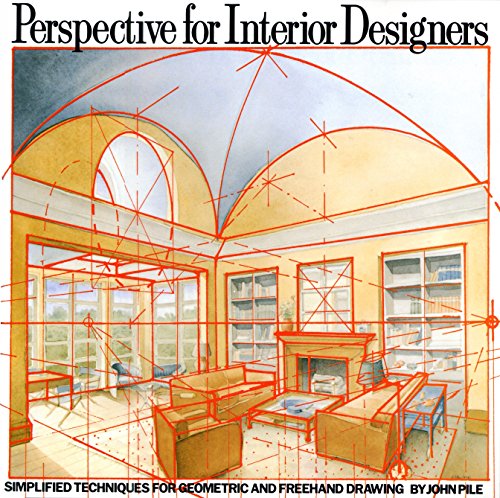 Perspective for Interior Designers
SIMPLIFIED TECHNIQUES FOR GEOMETRIC AND FREEHAND DRAWING BY JOHN PILE